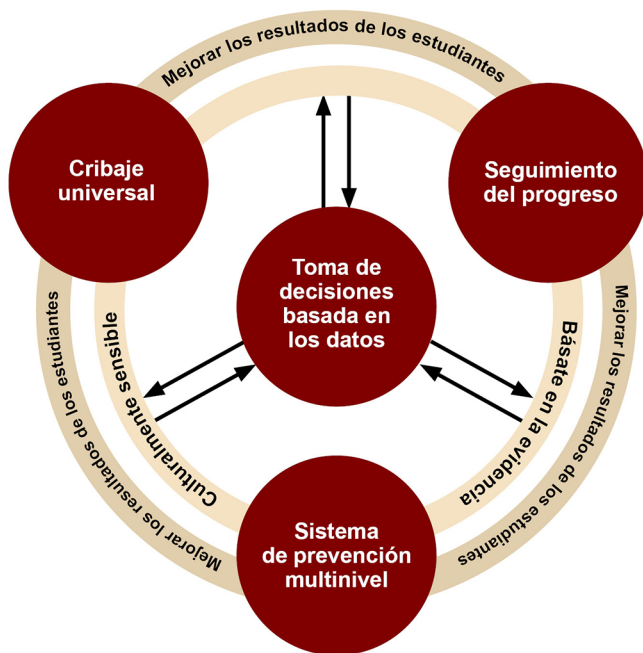 Mejorar los resultados de los estudiantes
Cribaje
universal
Seguimiento
del progreso
Toma de
decisiones
basada en
los datos
Mejorar los resultados de los estudiantes
Culturalmente sensible
Básate en la evidencia
Mejorar los resultados de los estudiantes
Sistema
de prevención
multinivel